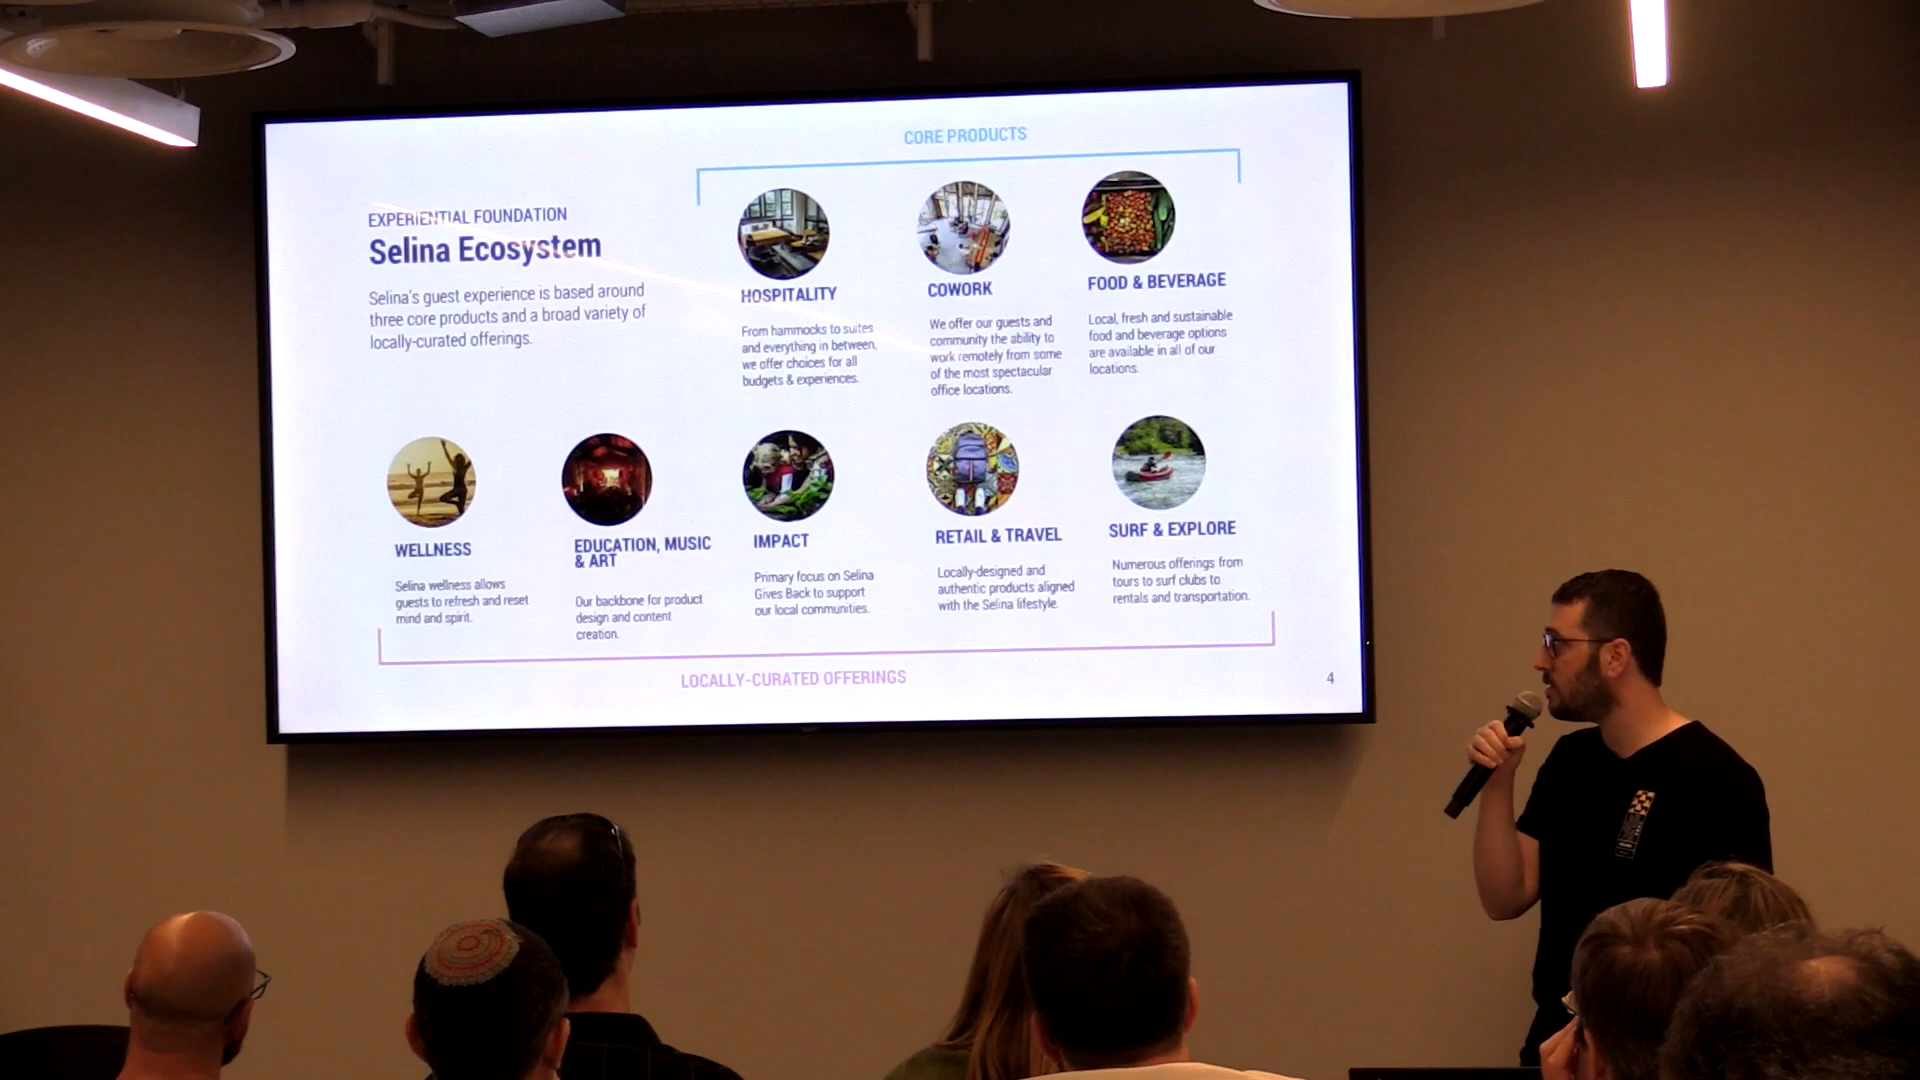 CORE PRODUCTS
EXPERIENTIAL FOUNDATION
Selina Ecosystem
Selina's guest experience is based around
three core products and a broad variety of
locally-curated offerings.
HOSPITALITY
From hammocks to suites
and everything in between,
we offer choices for all
budgets & experiences.
COWORK
We offer our guests and
community the ability to
work remotely from some
of the most spectacular
office locations.
FOOD & BEVERAGE
Local, fresh and sustainable
food and beverage options
are available in all of our
locations.
WELLNESS
Selina wellness allows
guests to refresh and reset
mind and spirit.
EDUCATION, MUSIC
& ART
Our backbone for product
design and content
creation.
IMPACT
Primary focus on Selina
Gives Back to support
our local communities.
RETAIL & TRAVEL
Locally-designed and
authentic products aligned
with the Selina lifestyle.
SURF & EXPLORE
Numerous offerings from
tours to surf clubs to
rentals and transportation.
LOCALLY-CURATED OFFERINGS
4